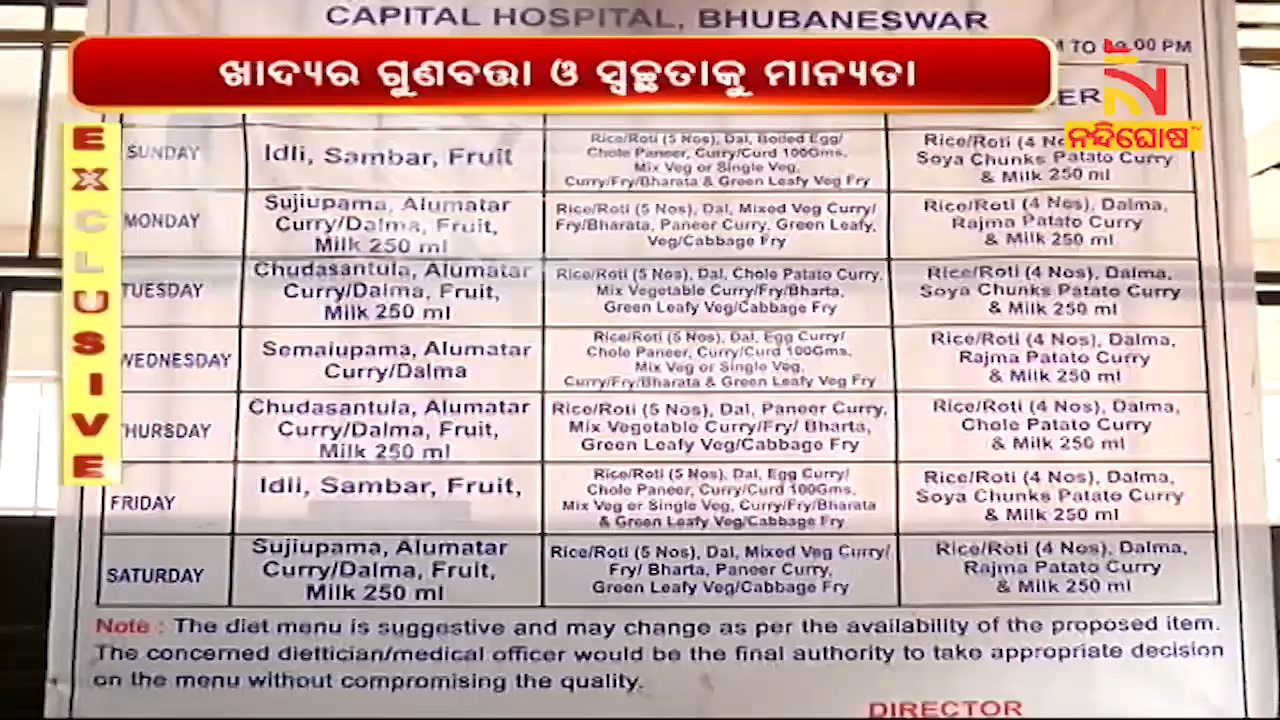 CAPITAL HOSPITAL, BHUBANESWAR
TO 09.00 PM
ଖାଦ୍ୟର ଗୁଣବତ୍ତା ଓ ସ୍ୱଚ୍ଛତାକୁ ମାନ୍ୟତା
ନନ୍ଦିଘୋଷ
EXCLUSIVE
SUNDAY
Idli, Sambar, Fruit
Rice/Roti (5 Nos), Dal, Boiled Egg/
Chole Paneer, Curry/Curd 100Gms,
Mix Veg or Single Veg,
Curry/Fry/Bharata & Green Leafy Veg Fry
Rice/Roti (4
Soya Chunks Patato Curry
& Milk 250 ml
MONDAY
Sujiupama, Alumatar
Curry/Dalma, Fruit,
Milk 250 ml
Rice/Roti (5 Nos), Dal, Mixed Veg Curry/
Fry/Bharata, Paneer Curry, Green Leafy,
Veg/Cabbage Fry
Rice/Roti (4 Nos), Dalma,
Rajma Patato Curry
& Milk 250 ml
TUESDAY
Chudasantula, Alumatar
Curry/Dalma, Fruit,
Milk 250 ml
Rice/Roti (5 Nos), Dal, Chole Patato Curry,
Mix Vegetable Curry/Fry/Bharta,
Green Leafy Veg/Cabbage Fry
Rice/Roti (4 Nos), Dalma,
Soya Chunks Patato Curry
& Milk 250 ml
WEDNESDAY
Semaiupama, Alumatar
Curry/Dalma
Rice/Roti (5 Nos), Dal, Egg Curry/
Chole Paneer, Curry/Curd 100Gms,
Mix Veg or Single Veg,
Curry/Fry/Bharata & Green Leafy Veg Fry
Rice/Roti (4 Nos), Dalma,
Rajma Patato Curry
& Milk 250 ml
THURSDAY
Chudasantula, Alumatar
Curry/Dalma, Fruit,
Milk 250 ml
Rice/Roti (5 Nos), Dal, Paneer Curry,
Mix Vegetable Curry/Fry/ Bharta,
Green Leafy Veg/Cabbage Fry
Rice/Roti (4 Nos), Dalma,
Chole Patato Curry
& Milk 250 ml
FRIDAY
Idli, Sambar, Fruit,
Rice/Roti (5 Nos), Dal, Egg Curry/
Chole Paneer, Curry/Curd 100Gms,
Mix Veg or Single Veg, Curry/Fry/Bharata
& Green Leafy Veg/Cabbage Fry
Rice/Roti (4 Nos), Dalma,
Soya Chunks Patato Curry
& Milk 250 ml
SATURDAY
Sujiupama, Alumatar
Curry/Dalma, Fruit,
Milk 250 ml
Rice/Roti (5 Nos), Dal, Mixed Veg Curry/
Fry/ Bharta, Paneer Curry,
Green Leafy Veg/Cabbage Fry
Rice/Roti (4 Nos), Dalma,
Rajma Patato Curry
& Milk 250 ml
Note : The diet menu is suggestive and may change as per the availability of the proposed item.
The concerned diettician/medical officer would be the final authority to take appropriate decision
on the menu without compromising the quality.
DIRECTOR